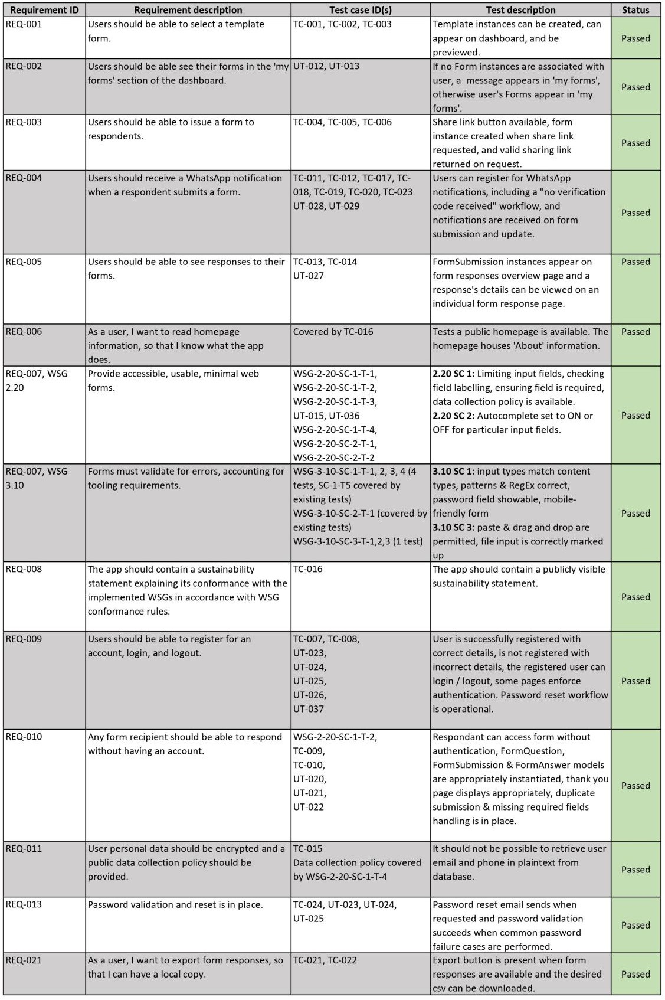 Requirement ID
Requirement description
Test case ID(s)
Test description
Status
REQ-001
Users should be able to select a template
form.
TC-001, TC-002, TC-003
Template instances can be created, can
appear on dashboard, and be
previewed.
Passed
REQ-002
Users should be able see their forms in the 'my
forms' section of the dashboard.
UT-012, UT-013
If no Form instances are associated with
user, a  message appears in 'my forms',
otherwise user's Forms appear in 'my
forms'.
Passed
REQ-003
Users should be able to issue a form to
respondents.
TC-004, TC-005, TC-006
Share link button available, form
instance created when share link
requested, and valid sharing link
returned on request.
Passed
REQ-004
Users should receive a WhatsApp notification
when a respondent submits a form.
TC-011, TC-012, TC-017, TC-
018, TC-019, TC-020, TC-023
UT-028, UT-029
Users can register for WhatsApp
notifications, including a "no verification
code received" workflow, and
notifications are received on form
submission and update.
Passed
REQ-005
Users should be able to see responses to their
forms.
TC-013, TC-014
UT-027
FormSubmission instances appear on
form responses overview page and a
response's details can be viewed on an
individual form response page.
Passed
REQ-006
As a user, I want to read homepage
information, so that I know what the app
does.
Covered by TC-016
Tests a public homepage is available. The
homepage houses 'About' information.
Passed
REQ-007, WSG
2.20
Provide accessible, usable, minimal web
forms.
WSG-2-20-SC-1-T-1,
WSG-2-20-SC-1-T-2,
WSG-2-20-SC-1-T-3,
UT-015, UT-036
WSG-2-20-SC-1-T-4,
WSG-2-20-SC-2-T-1,
WSG-2-20-SC-2-T-2
2.20 SC 1: Limiting input fields, checking
field labelling, ensuring field is required,
data collection policy is available.
2.20 SC 2: Autocomplete set to ON or
OFF for particular input fields.
Passed
REQ-007, WSG
3.10
Forms must validate for errors, accounting for
tooling requirements.
WSG-3-10-SC-1-T-1, 2, 3, 4 (4
tests, SC-1-T5 covered by
existing tests)
WSG-3-10-SC-2-T-1 (covered by
existing tests)
WSG-3-10-SC-3-T-1,2,3 (1 test)
3.10 SC 1: input types match content
types, patterns & RegEx correct,
password field showable, mobile-
friendly form
3.10 SC 3: paste & drag and drop are
permitted, file input is correctly marked
up
Passed
REQ-008
The app should contain a sustainability
statement explaining its conformance with the
implemented WSGs in accordance with WSG
conformance rules.
TC-016
The app should contain a publicly visible
sustainability statement.
Passed
REQ-009
Users should be able to register for an
account, login, and logout.
TC-007, TC-008,
UT-023,
UT-024,
UT-025,
UT-026,
UT-037
User is successfully registered with
correct details, is not registered with
incorrect details, the registered user can
login / logout, some pages enforce
authentication. Password reset workflow
is operational.
Passed
REQ-010
Any form recipient should be able to respond
without having an account.
WSG-2-20-SC-1-T-2,
TC-009,
TC-010,
UT-020,
UT-021,
UT-022
Respondant can access form without
authentication, FormQuestion,
FormSubmission & FormAnswer models
are appropriately instantiated, thank you
page displays appropriately, duplicate
submission & missing required fields
handling is in place.
Passed
REQ-011
User personal data should be encrypted and a
public data collection policy should be
provided.
TC-015
Data collection policy covered
by WSG-2-20-SC-1-T-4
It should not be possible to retrieve user
email and phone in plaintext from
database.
Passed
REQ-013
Password validation and reset is in place.
TC-024, UT-023, UT-024,
UT-025
Password reset email sends when
requested and password validation
succeeds when common password
failure cases are performed.
Passed
REQ-021
As a user, I want to export form responses, so
that I can have a local copy.
TC-021, TC-022
Export button is present when form
responses are available and the desired
csv can be downloaded.
Passed